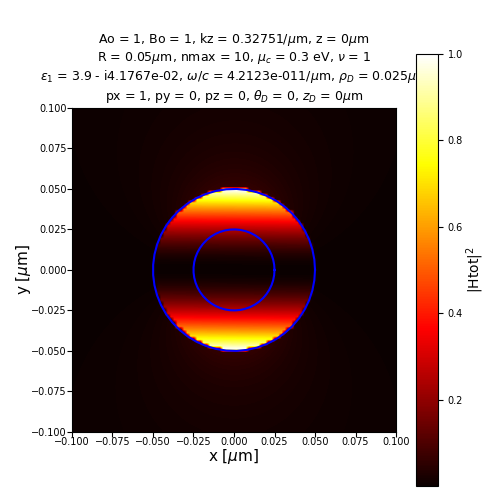 Ao = 1, Bo = 1, kz = 0.32751/μm, z = 0μm
R = 0.05μm, nmax = 10, μc = 0.3 eV, ν = 1
ε1 = 3.9 - i4.1767e-02, ω/c = 4.2123e-011/μm, ρD = 0.025μ
px = 1, py = 0, pz = 0, θD = 0, zD = 0μm
1.0
0.8
0.6
0.4
0.2
|Htot|²
0.100
0.075
0.050
0.025
0.000
−0.025
−0.050
−0.075
−0.100
y [μm]
−0.100 −0.075 −0.050 −0.025 0.000 0.025 0.050 0.075 0.100
x [μm]